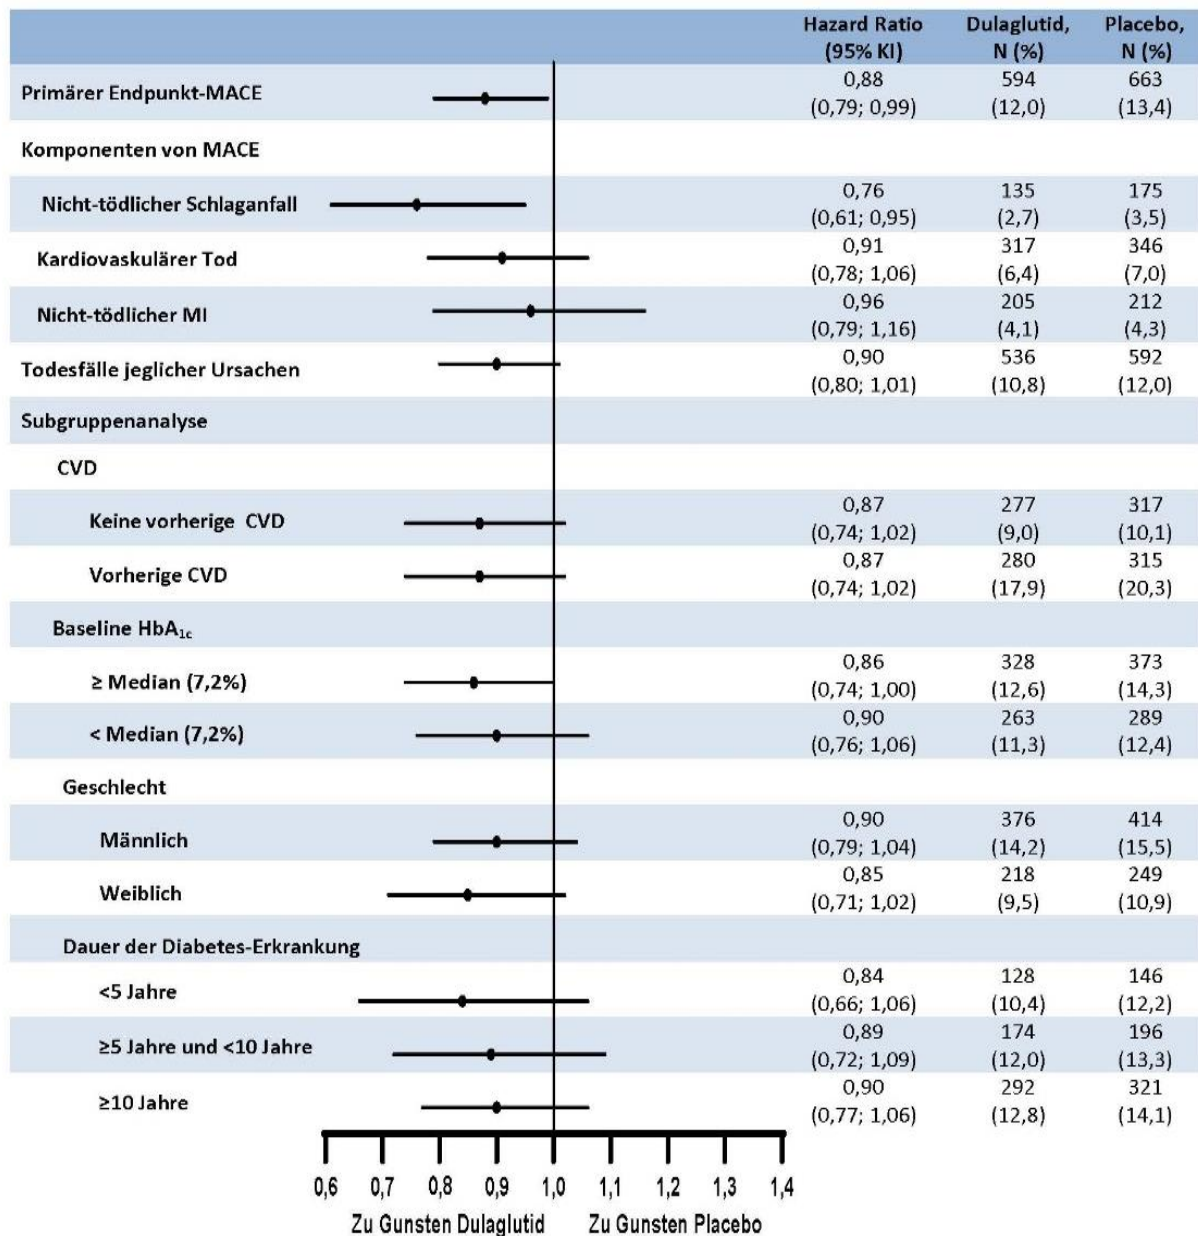 Hazard Ratio Dulaglutid, Placebo,
(95% KI) N (%) N (%)
Primärer Endpunkt-MACE 0,88 594 663
(0,79; 0,99) (12,0) (13,4)
Komponenten von MACE
Nicht-tödlicher Schlaganfall 0,76 135 175
(0,61; 0,95) (2,7) (3,5)
Kardiovaskulärer Tod 0,91 317 346
(0,78; 1,06) (6,4) (7,0)
Nicht-tödlicher MI 0,96 205 212
(0,79; 1,16) (4,1) (4,3)
Todesfälle jeglicher Ursachen 0,90 536 592
(0,80; 1,01) (10,8) (12,0)
Subgruppenanalyse
CVD
Keine vorherige CVD 0,87 277 317
(0,74; 1,02) (9,0) (10,1)
Vorherige CVD 0,87 280 315
(0,74; 1,02) (17,9) (20,3)
Baseline HbA1c
≥ Median (7,2%) 0,86 328 373
(0,74; 1,00) (12,6) (14,3)
< Median (7,2%) 0,90 263 289
(0,76; 1,06) (11,3) (12,4)
Geschlecht
Männlich 0,90 376 414
(0,79; 1,04) (14,2) (15,5)
Weiblich 0,85 218 249
(0,71; 1,02) (9,5) (10,9)
Dauer der Diabetes-Erkrankung
<5 Jahre 0,84 128 146
(0,66; 1,06) (10,4) (12,2)
≥5 Jahre und <10 Jahre 0,89 174 196
(0,72; 1,09) (12,0) (13,3)
≥10 Jahre 0,90 292 321
(0,77; 1,06) (12,8) (14,1)
0,6 0,7 0,8 0,9 1,0 1,1 1,2 1,3 1,4
Zu Gunsten Dulaglutid Zu Gunsten Placebo